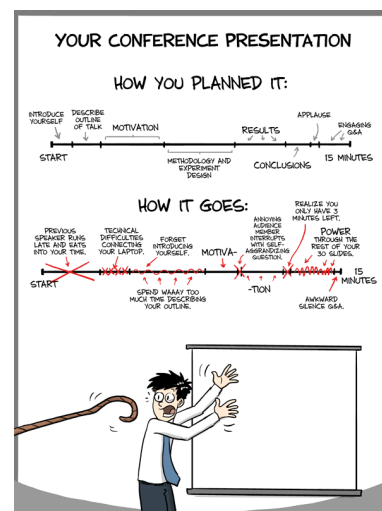 YOUR CONFERENCE PRESENTATION
HOW YOU PLANNED IT:
INTRODUCE
YOURSELF
DESCRIBE
OUTLINE
OF TALK
MOTIVATION
METHODOLOGY AND
EXPERIMENT
DESIGN
RESULTS
CONCLUSIONS
APPLAUSE
ENGAGING
Q&A
START
15 MINUTES
HOW IT GOES:
PREVIOUS
SPEAKER RUNS
LATE AND EATS
INTO YOUR TIME.
TECHNICAL
DIFFICULTIES
CONNECTING
YOUR LAPTOP.
FORGET
INTRODUCING
YOURSELF.
SPEND WAAAY TOO
MUCH TIME DESCRIBING
YOUR OUTLINE.
MOTIVA-
ANNOYING
AUDIENCE
MEMBER
INTERRUPTS
WITH SELF-
AGGRANDIZING
QUESTION.
-TION
REALIZE YOU
ONLY HAVE 3
MINUTES LEFT.
POWER
THROUGH THE
REST OF YOUR
30 SLIDES.
AWKWARD
SILENCE Q&A.
START
15
MINUTES